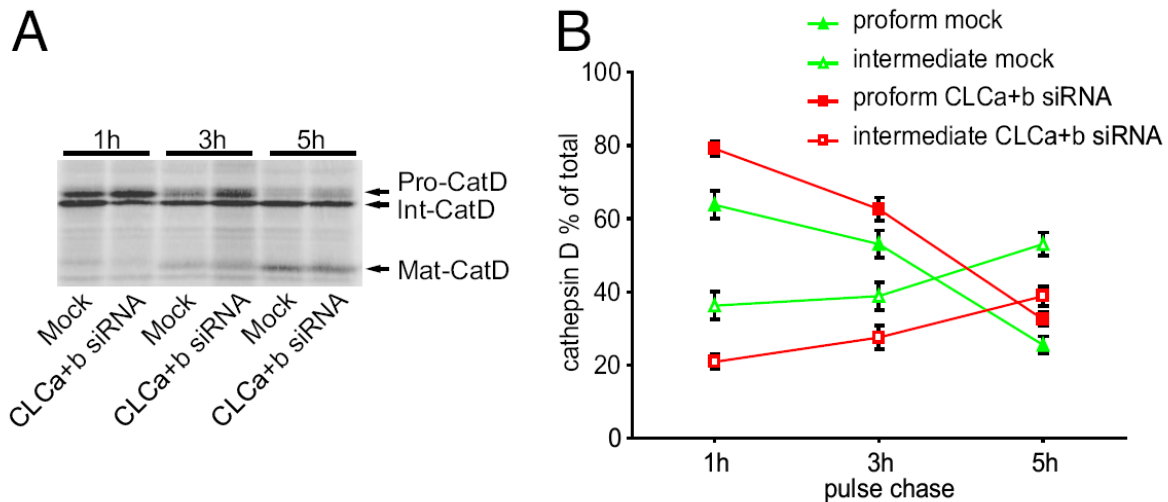 A
1h 3h 5h
Pro-CatD
Int-CatD
Mat-CatD
Mock
CLCa+b siRNA
Mock
CLCa+b siRNA
Mock
CLCa+b siRNA
B
proform mock
intermediate mock
proform CLCa+b siRNA
intermediate CLCa+b siRNA
cathepsin D % of total
100
80
60
40
20
0
1h 3h 5h
pulse chase